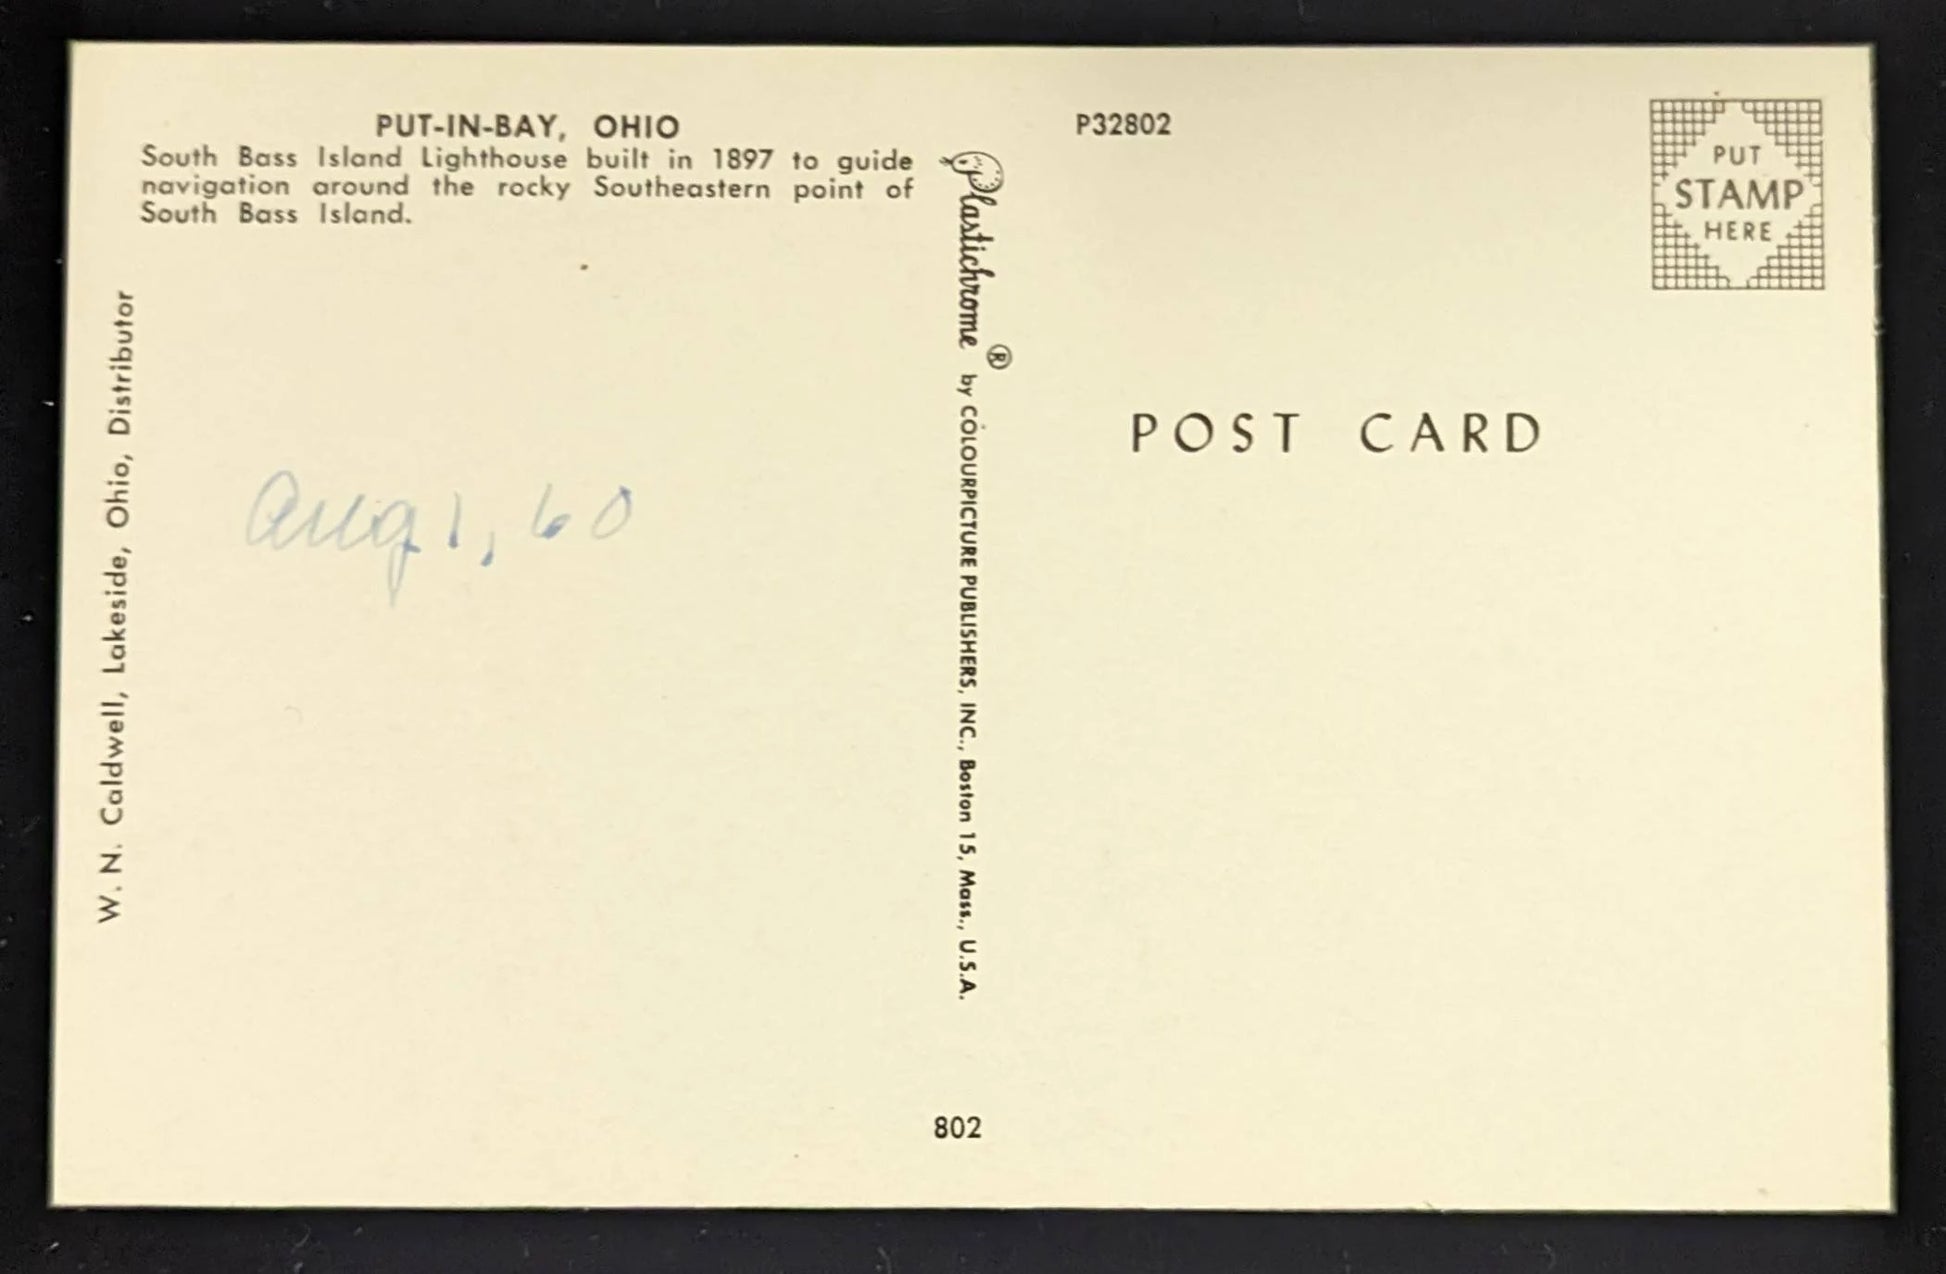 PUT-IN-BAY, OHIO
South Bass Island Lighthouse built in 1897 to guide
navigation around the rocky Southeastern point of
South Bass Island.
W. N. Caldwell, Lakeside, Ohio, Distributor
Aug 1, 60
Plastichrome ® by COLOURPICTURE PUBLISHERS, INC., Boston 15, Mass., U.S.A.
802
P32802
PUT
STAMP
HERE
POST CARD